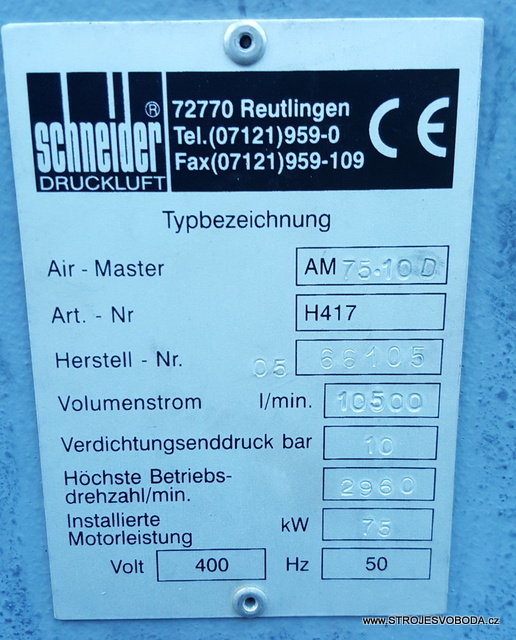 schneider ®
DRUCKLUFT
72770 Reutlingen
Tel.(07121)959-0
Fax(07121)959-109
CE
Typbezeichnung
Air - Master AM 75-10 D
Art. - Nr H417
Herstell - Nr. 05 66105
Volumenstrom l/min. 10500
Verdichtungsenddruck bar 10
Höchste Betriebs-
drehzahl/min. 2960
Installierte
Motorleistung kW 75
Volt 400 Hz 50
www.STROJESVOBODA.cz